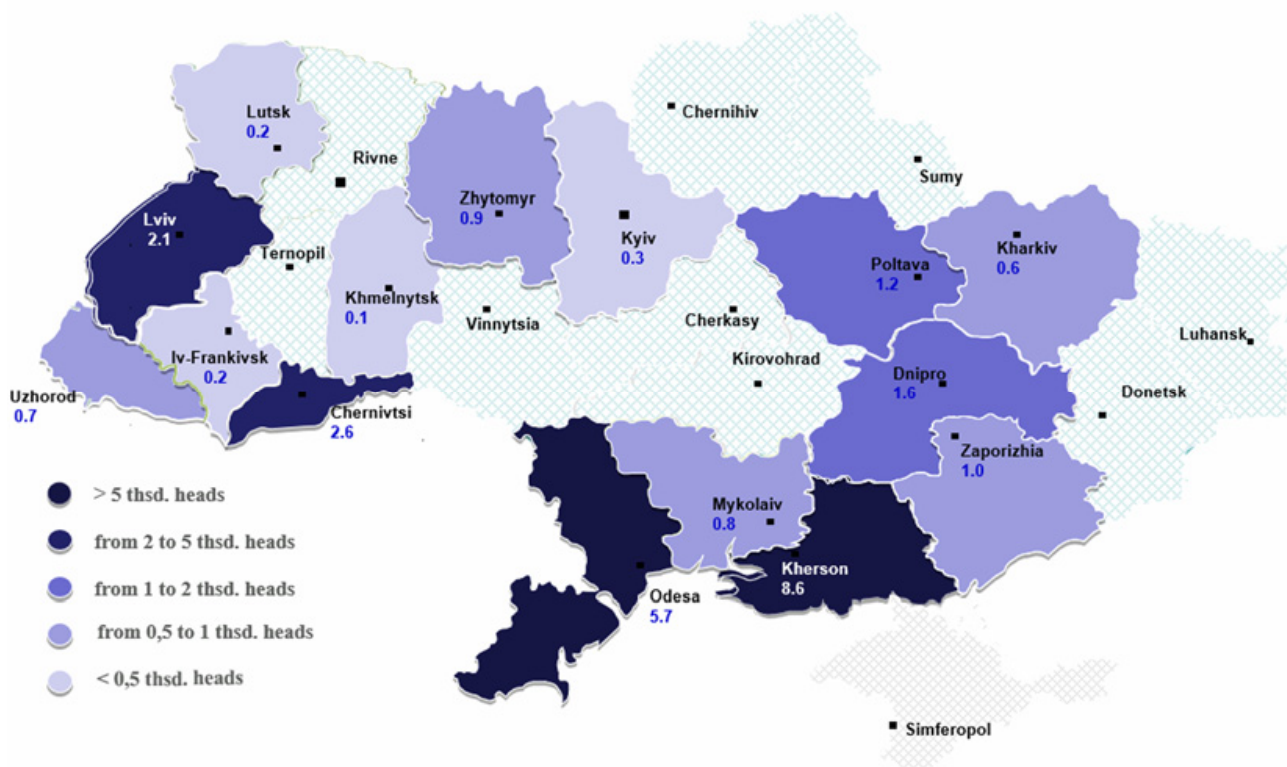 Lutsk
0.2
Rivne
Chernihiv
Sumy
Lviv
2.1
Zhytomyr
0.9
Kyiv
0.3
Ternopil
Khmelnytsk
0.1
Vinnytsia
Cherkasy
Poltava
1.2
Kharkiv
0.6
Luhansk
Iv-Frankivsk
0.2
Kirovohrad
Dnipro
1.6
Donetsk
Uzhorod
0.7
Chernivtsi
2.6
Zaporizhia
1.0
Mykolaiv
0.8
Kherson
8.6
Odesa
5.7
Simferopol
> 5 thsd. heads
from 2 to 5 thsd. heads
from 1 to 2 thsd. heads
from 0,5 to 1 thsd. heads
< 0,5 thsd. heads